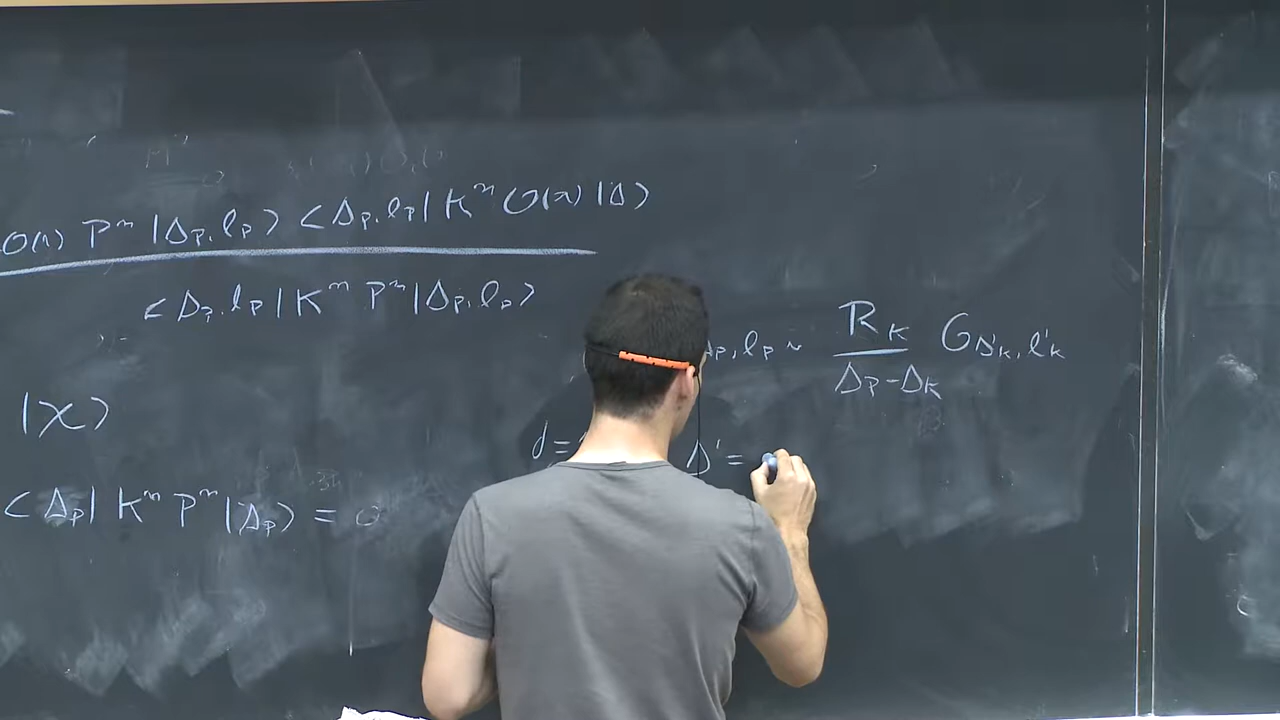 O(x) P^n |Δ_P, l_P⟩ ⟨Δ_P, l_P| K^n O(x) |Δ⟩
⟨Δ_P, l_P| K^n P^n |Δ_P, l_P⟩
Δ_P, l_P ~ R_K / (Δ_P - Δ_K) G_{Δ'_K, l'_K}
|χ⟩
d = Δ' =
⟨Δ_P| K^n P^n |Δ_P⟩ = 0